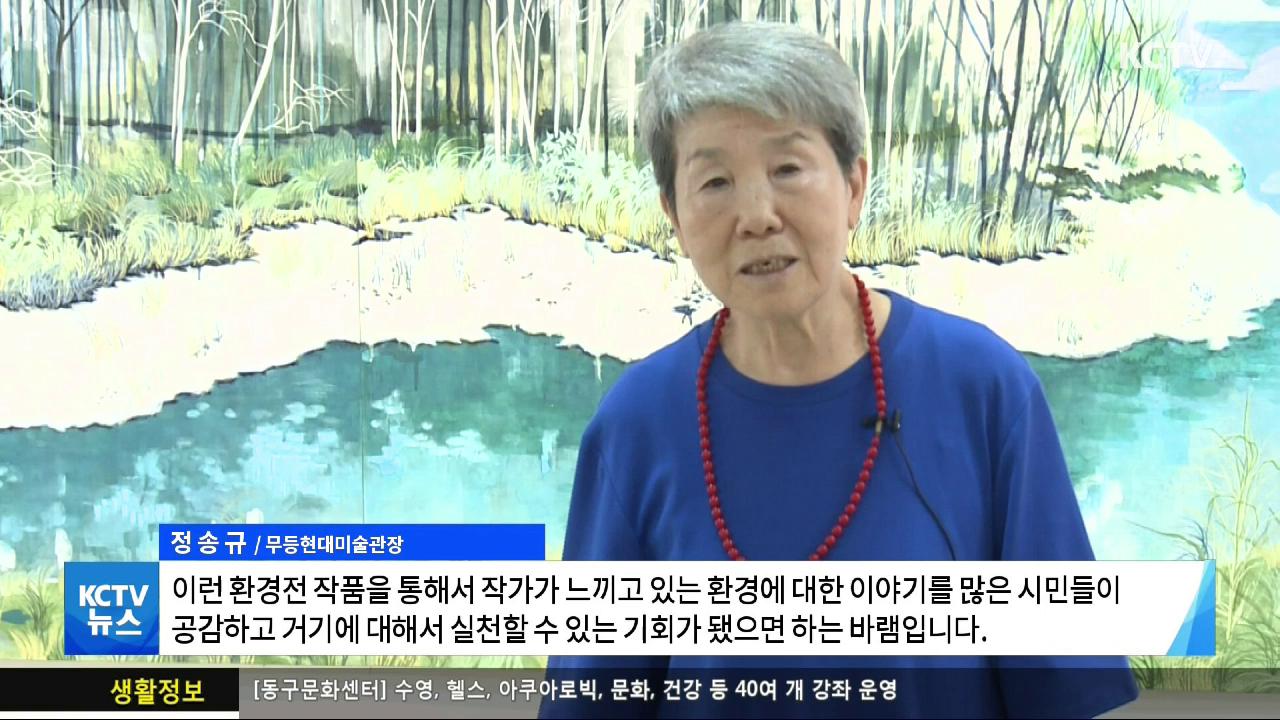 KCTV
정송규 / 무등현대미술관장
KCTV
뉴스
이런 환경전 작품을 통해서 작가가 느끼고 있는 환경에 대한 이야기를 많은 시민들이
공감하고 거기에 대해서 실천할 수 있는 기회가 됐으면 하는 바램입니다.
생활정보
[동구문화센터] 수영, 헬스, 아쿠아로빅, 문화, 건강 등 40여 개 강좌 운영